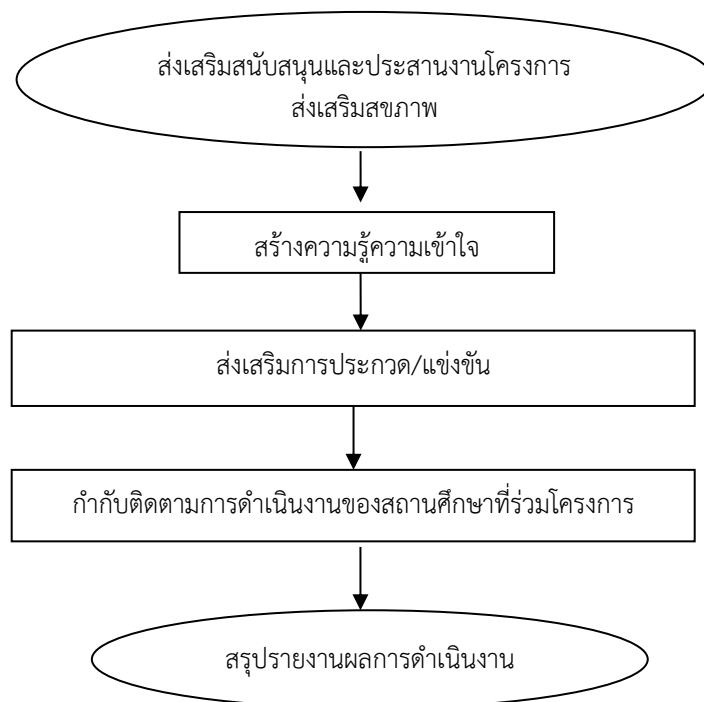 ส่งเสริมสนับสนุนและประสานงานโครงการ
ส่งเสริมสขภาพ
สร้างความรู้ความเข้าใจ
ส่งเสริมการประกวด/แข่งขัน
กำกับติดตามการดำเนินงานของสถานศึกษาที่ร่วมโครงการ
สรุปรายงานผลการดำเนินงาน